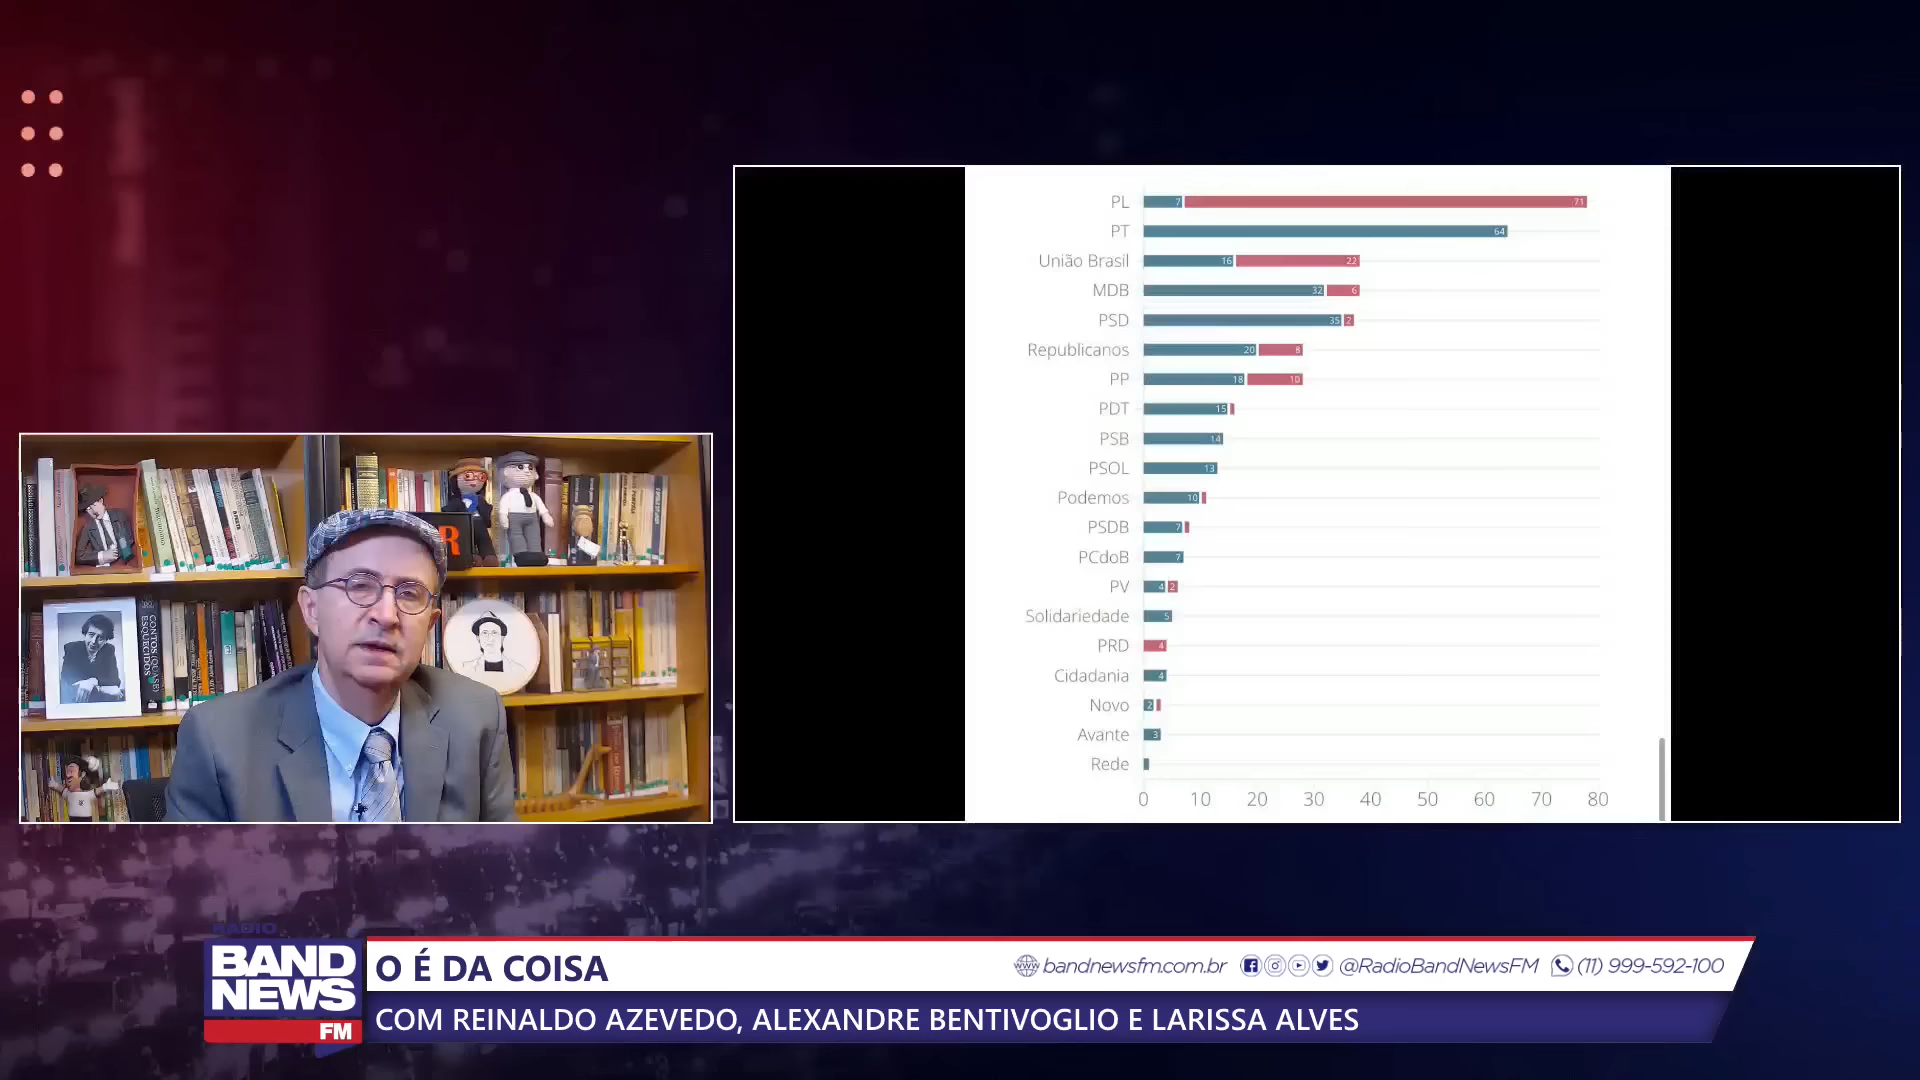 PL 7 71
PT 64
União Brasil 16 22
MDB 32 6
PSD 35 2
Republicanos 20 8
PP 18 10
PDT 15
PSB 14
PSOL 13
Podemos 10
PSDB 7
PCdoB 7
PV 4 2
Solidariedade 5
PRD 4
Cidadania 4
Novo 2
Avante 3
Rede
0 10 20 30 40 50 60 70 80
R
CONTOS (QUASE) ESQUECIDOS
RÁDIO
BAND
NEWS
FM
O É DA COISA
bandnewsfm.com.br @RadioBandNewsFM (11) 999-592-100
COM REINALDO AZEVEDO, ALEXANDRE BENTIVOGLIO E LARISSA ALVES